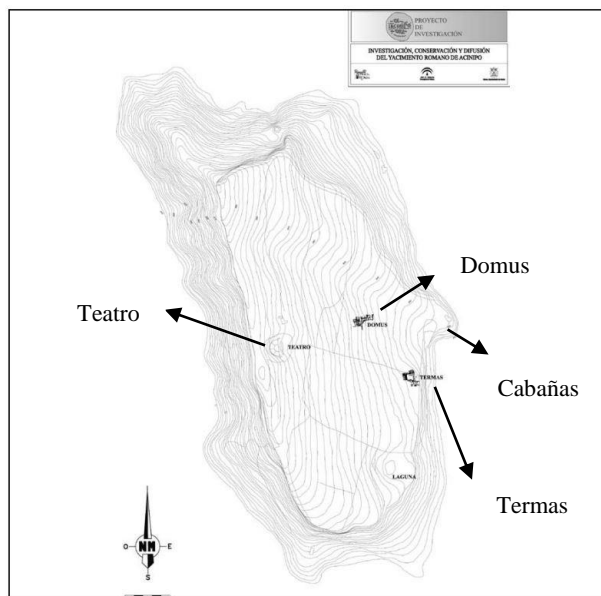 PROYECTO
DE
INVESTIGACIÓN
INVESTIGACIÓN, CONSERVACIÓN Y DIFUSIÓN
DEL YACIMIENTO ROMANO DE ACINIPO
Domus
Teatro
DOMUS
TEATRO
Cabañas
TERMAS
LAGUNA
Termas
O
NM
E
S